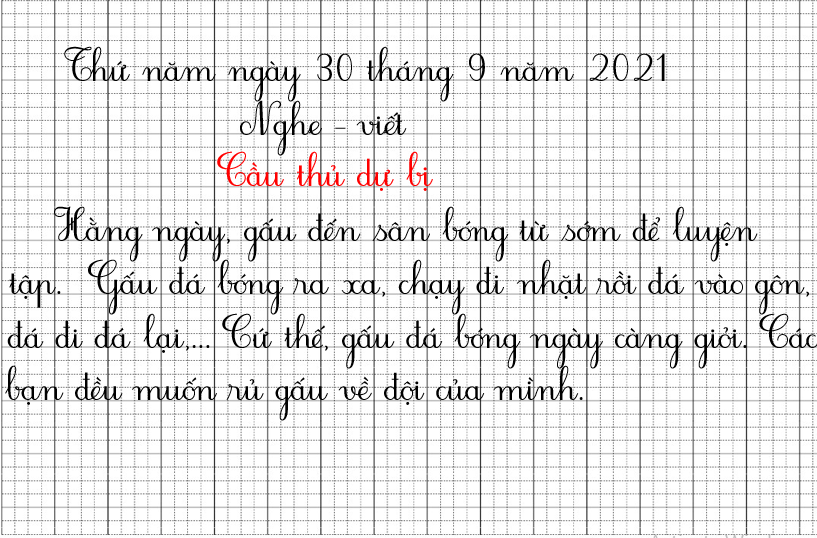 Thứ năm ngày 30 tháng 9 năm 2021
Nghe - viết
Cầu thủ dự bị
Hằng ngày, gấu đến sân bóng từ sớm để luyện
tập. Gấu đá bóng ra xa, chạy đi nhặt rồi đá vào gôn,
đá đi đá lại,... Cứ thế, gấu đá bóng ngày càng giỏi. Các
bạn đều muốn rủ gấu về đội của mình.